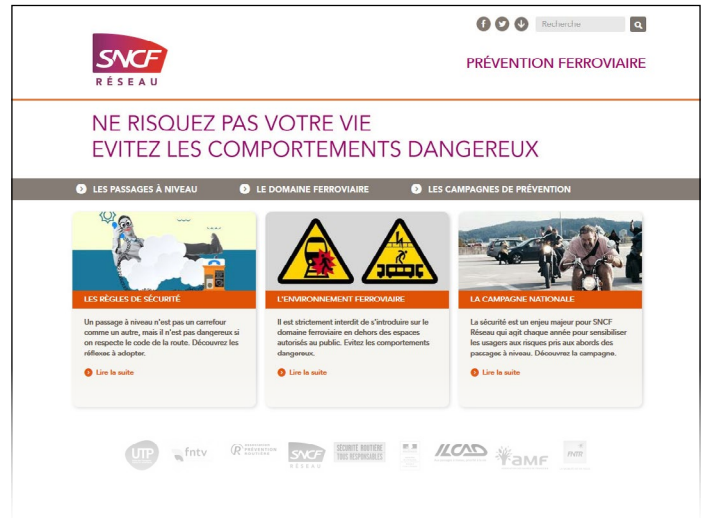 SNCF
RÉSEAU
Recherche
PRÉVENTION FERROVIAIRE
NE RISQUEZ PAS VOTRE VIE
EVITEZ LES COMPORTEMENTS DANGEREUX
LES PASSAGES À NIVEAU
LE DOMAINE FERROVIAIRE
LES CAMPAGNES DE PRÉVENTION
LES RÈGLES DE SÉCURITÉ
Un passage à niveau n'est pas un carrefour
comme un autre, mais il n'est pas dangereux si
on respecte le code de la route. Découvrez les
réflexes à adopter.
Lire la suite
L'ENVIRONNEMENT FERROVIAIRE
Il est strictement interdit de s'introduire sur le
domaine ferroviaire en dehors des espaces
autorisés au public. Evitez les comportements
dangereux.
Lire la suite
LA CAMPAGNE NATIONALE
La sécurité est un enjeu majeur pour SNCF
Réseau qui agit chaque année pour sensibiliser
les usagers aux risques pris aux abords des
passages à niveau. Découvrez la campagne.
Lire la suite
UTP
fntv
PRÉVENTION
ROUTIÈRE
SNCF
RÉSEAU
SÉCURITÉ ROUTIÈRE
TOUS RESPONSABLES
ILCAD
AMF